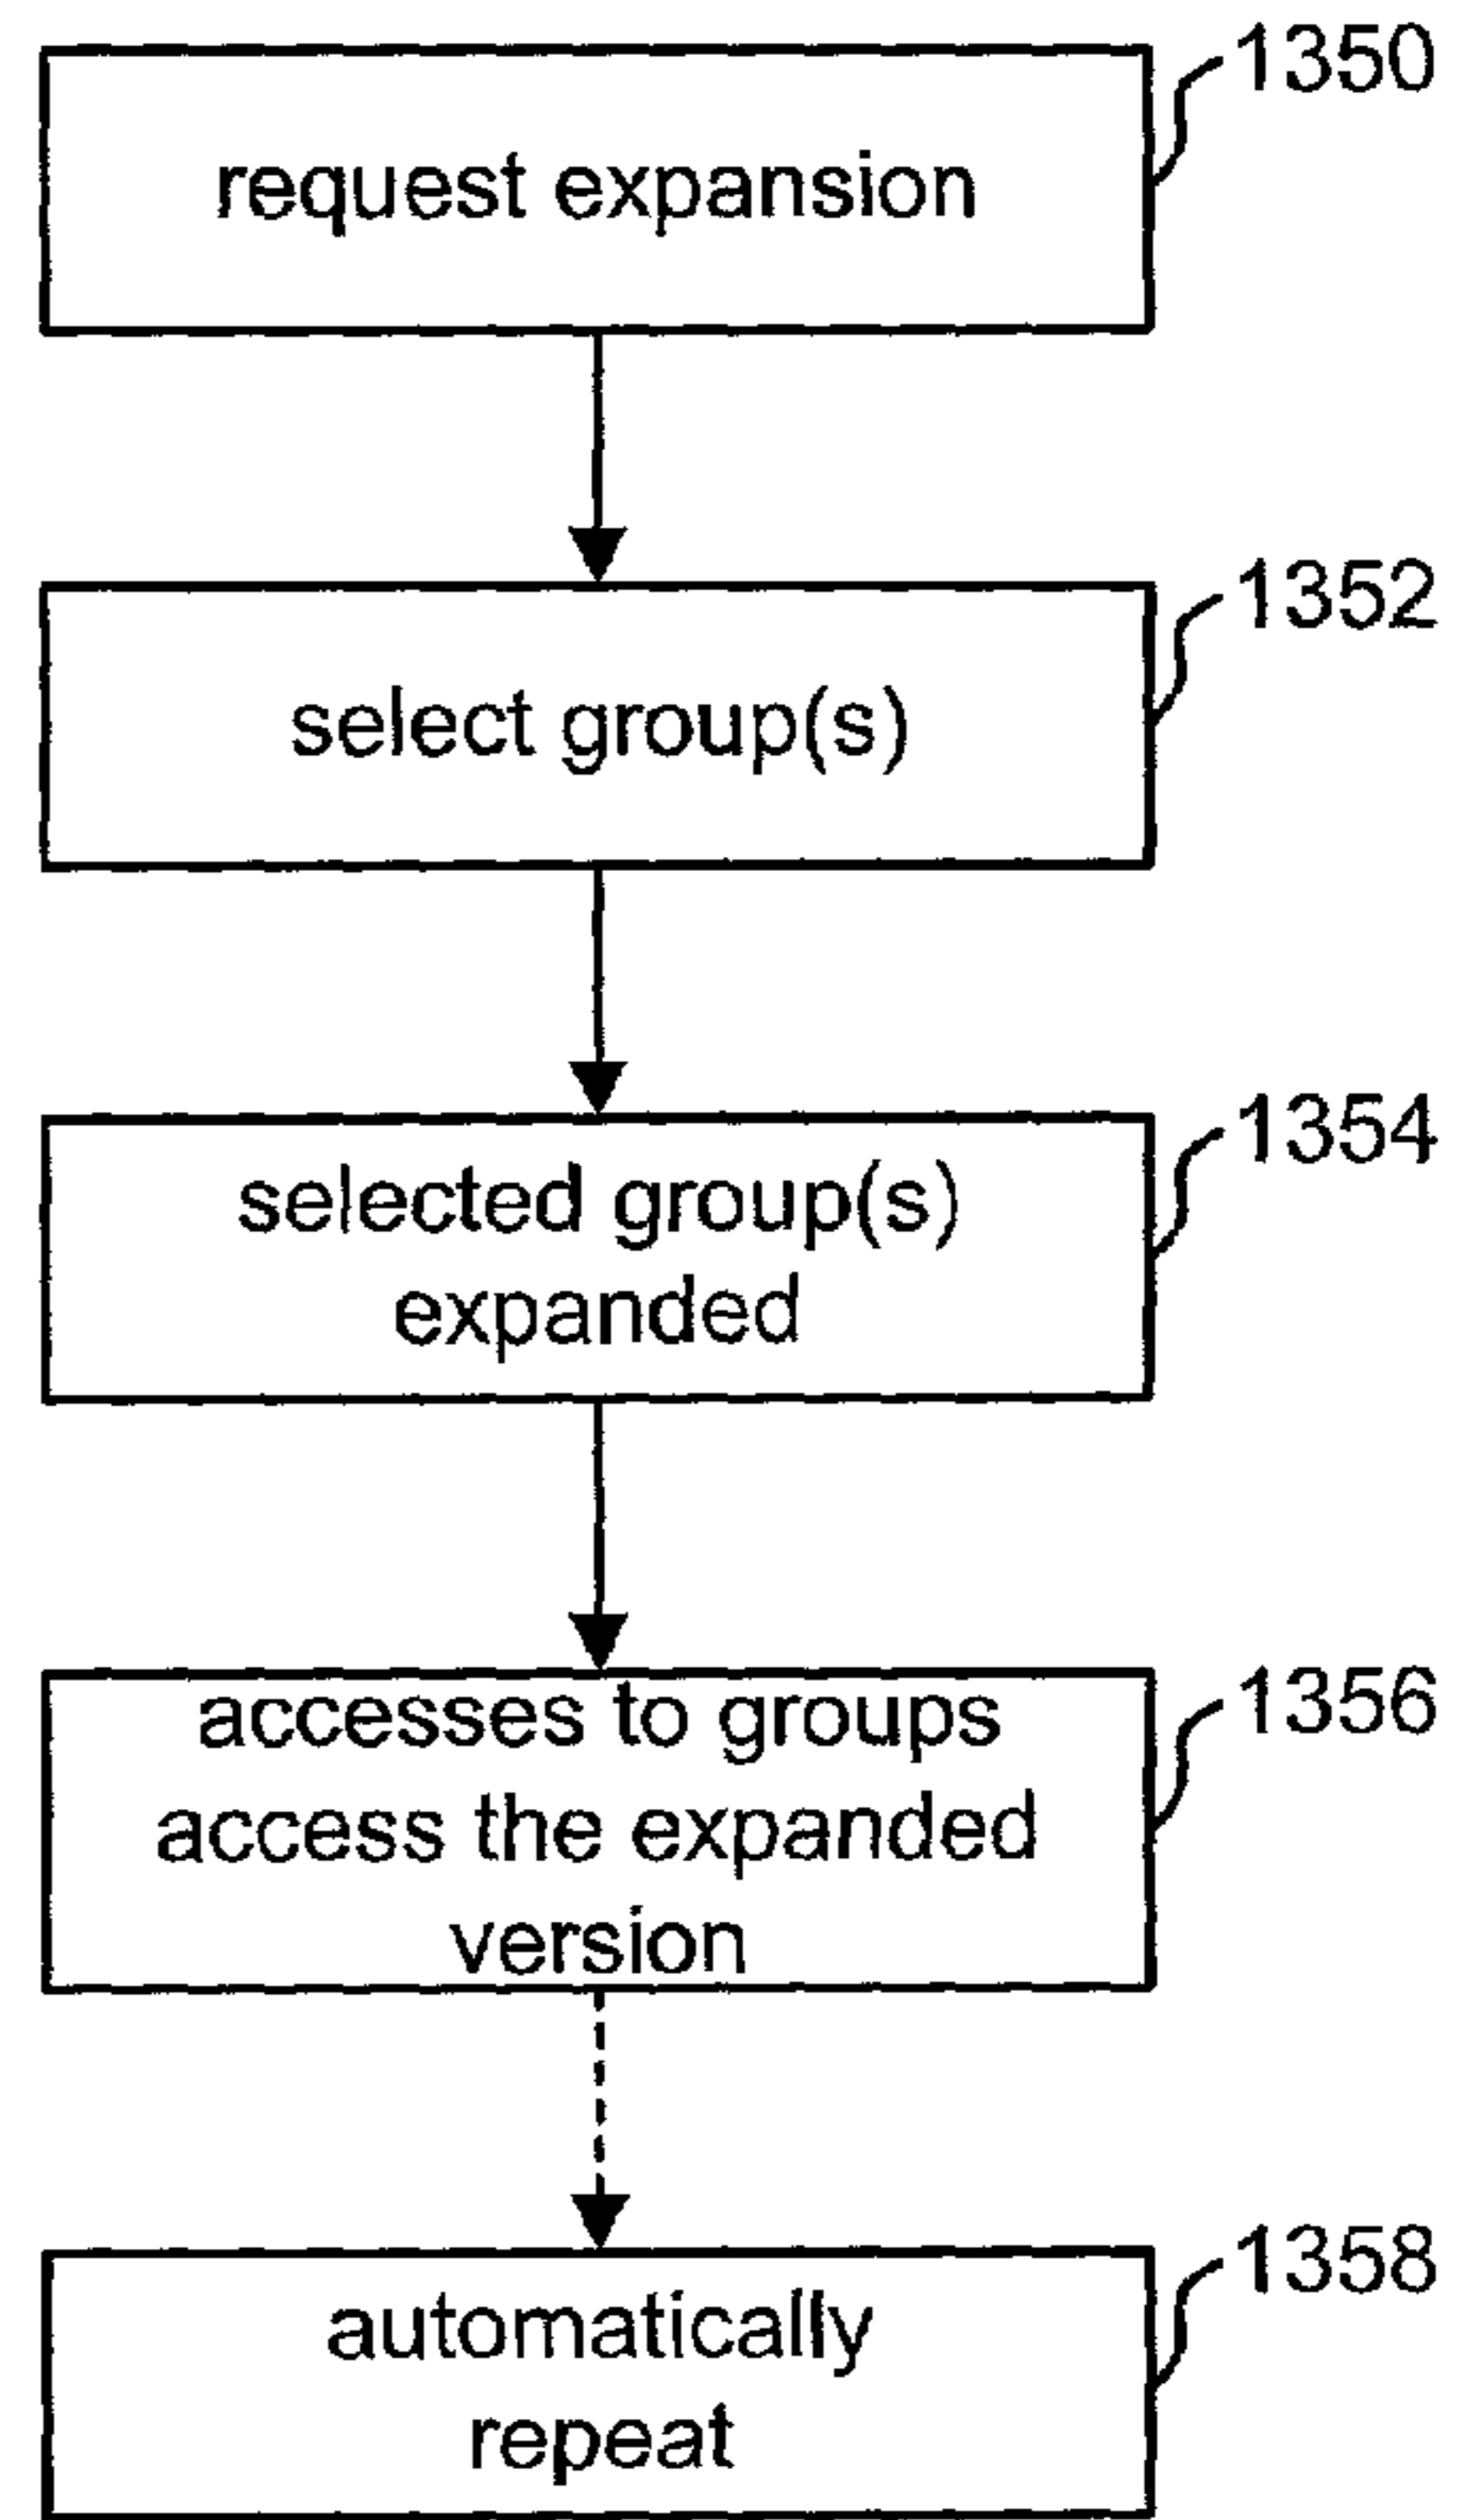 1350
request expansion
1352
select group(s)
1354
selected group(s)
expanded
1356
accesses to groups
access the expanded
version
1358
automatically
repeat